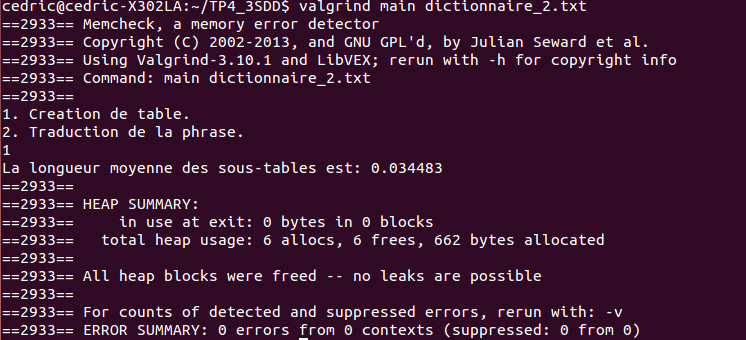 cedric@cedric-X302LA:~/TP4_3SDD$ valgrind main dictionnaire_2.txt
==2933== Memcheck, a memory error detector
==2933== Copyright (C) 2002-2013, and GNU GPL'd, by Julian Seward et al.
==2933== Using Valgrind-3.10.1 and LibVEX; rerun with -h for copyright info
==2933== Command: main dictionnaire_2.txt
==2933==
1. Creation de table.
2. Traduction de la phrase.
1
La longueur moyenne des sous-tables est: 0.034483
==2933==
==2933== HEAP SUMMARY:
==2933==     in use at exit: 0 bytes in 0 blocks
==2933==   total heap usage: 6 allocs, 6 frees, 662 bytes allocated
==2933==
==2933== All heap blocks were freed -- no leaks are possible
==2933==
==2933== For counts of detected and suppressed errors, rerun with: -v
==2933== ERROR SUMMARY: 0 errors from 0 contexts (suppressed: 0 from 0)